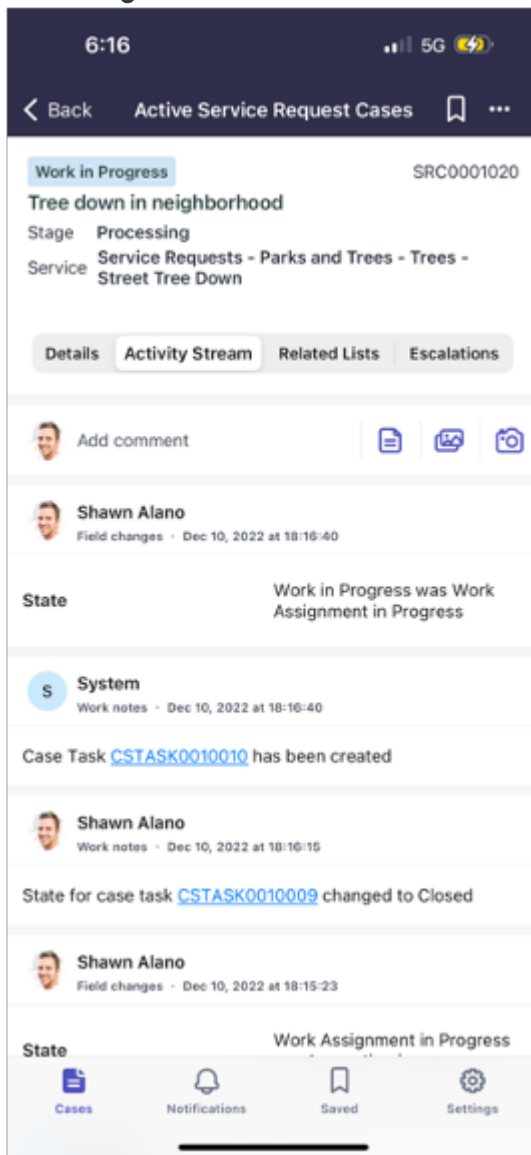 6:16
5G
Back
Active Service Request Cases
Work in Progress
SRC0001020
Tree down in neighborhood
Stage Processing
Service Service Requests - Parks and Trees - Trees -
Street Tree Down
Details Activity Stream Related Lists Escalations
Add comment
Shawn Alano
Field changes · Dec 10, 2022 at 18:16:40
State
Work in Progress was Work
Assignment in Progress
S
System
Work notes · Dec 10, 2022 at 18:16:40
Case Task CSTASK0010010 has been created
Shawn Alano
Work notes · Dec 10, 2022 at 18:16:15
State for case task CSTASK0010009 changed to Closed
Shawn Alano
Field changes · Dec 10, 2022 at 18:15:23
State
Work Assignment in Progress
Cases Notifications Saved Settings